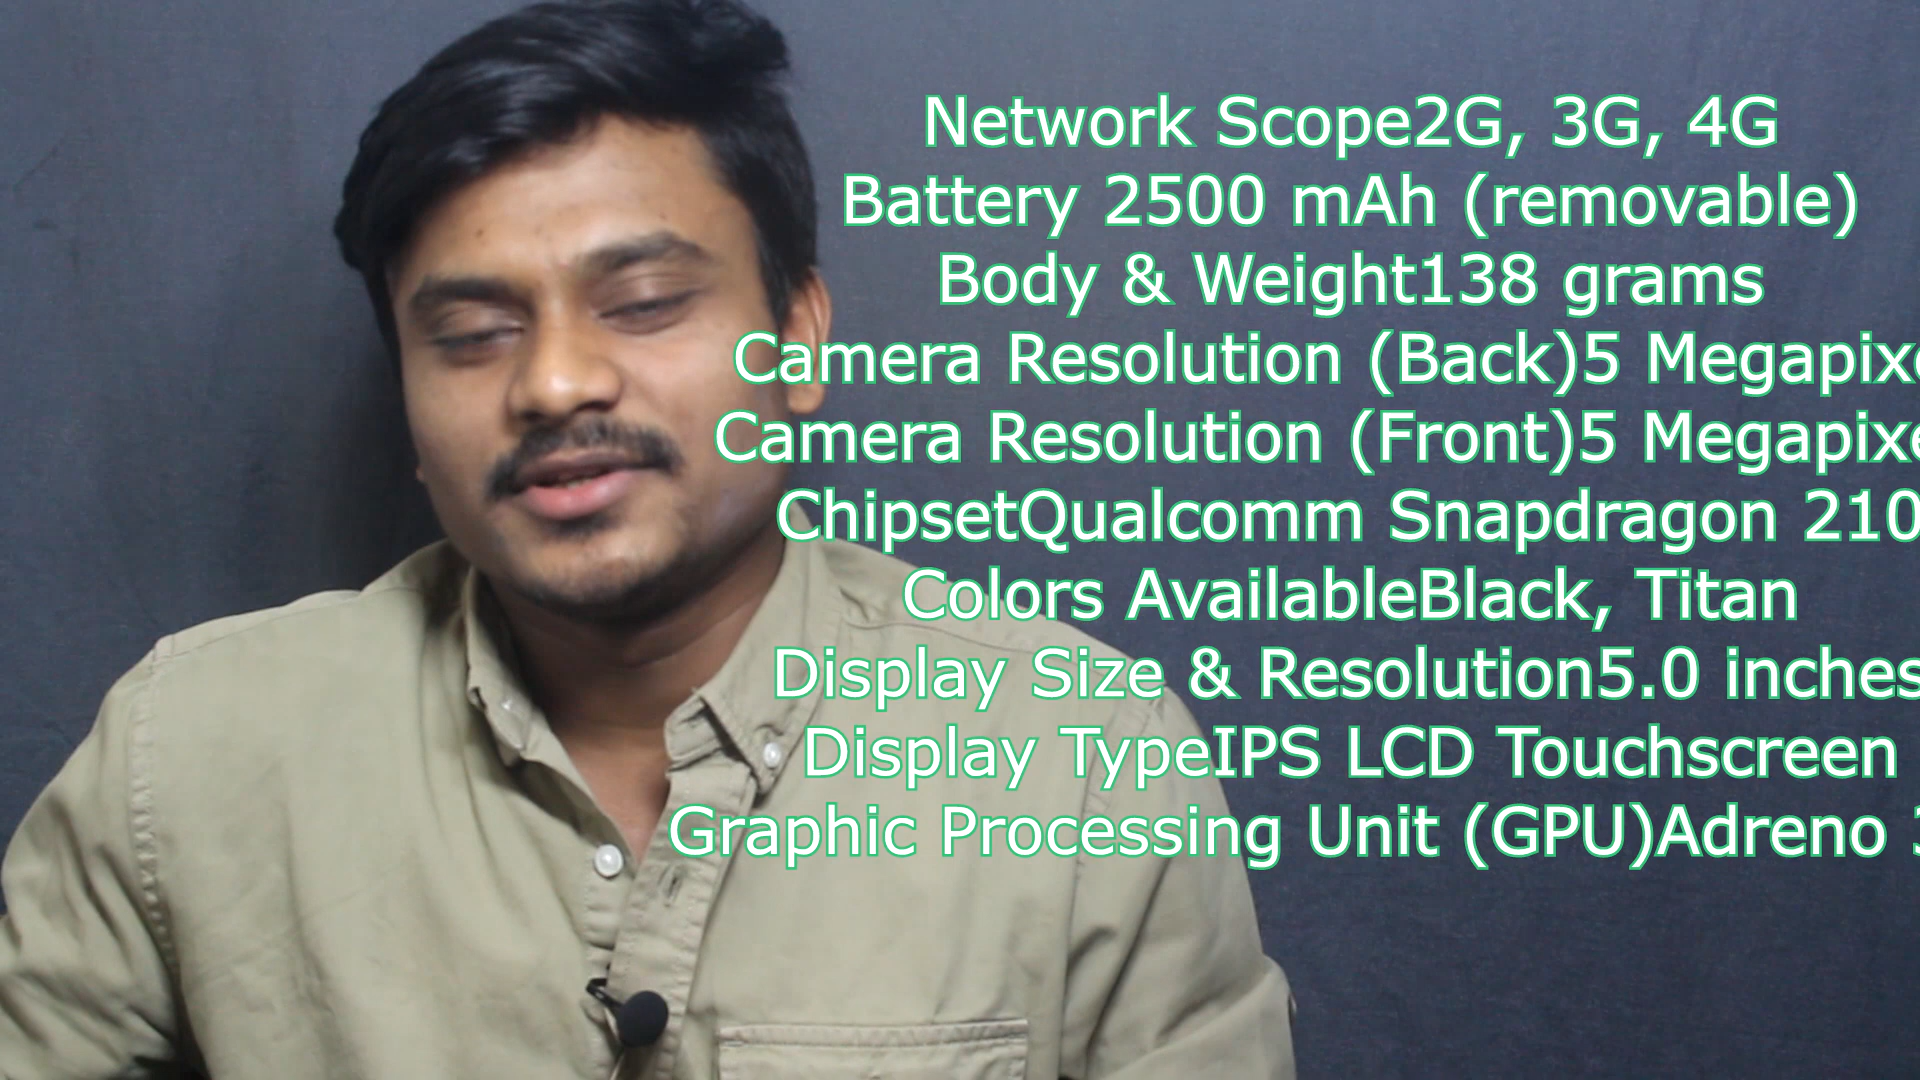 Network Scope2G, 3G, 4G
Battery 2500 mAh (removable)
Body & Weight138 grams
Camera Resolution (Back)5
Camera Resolution (Front)5
ChipsetQualcomm Snapdragon 210
Colors AvailableBlack, Titan
Display Size & Resolution5.0 inches
Display TypeIPS LCD Touchscreen
Graphic Processing Unit (GPU)Adreno